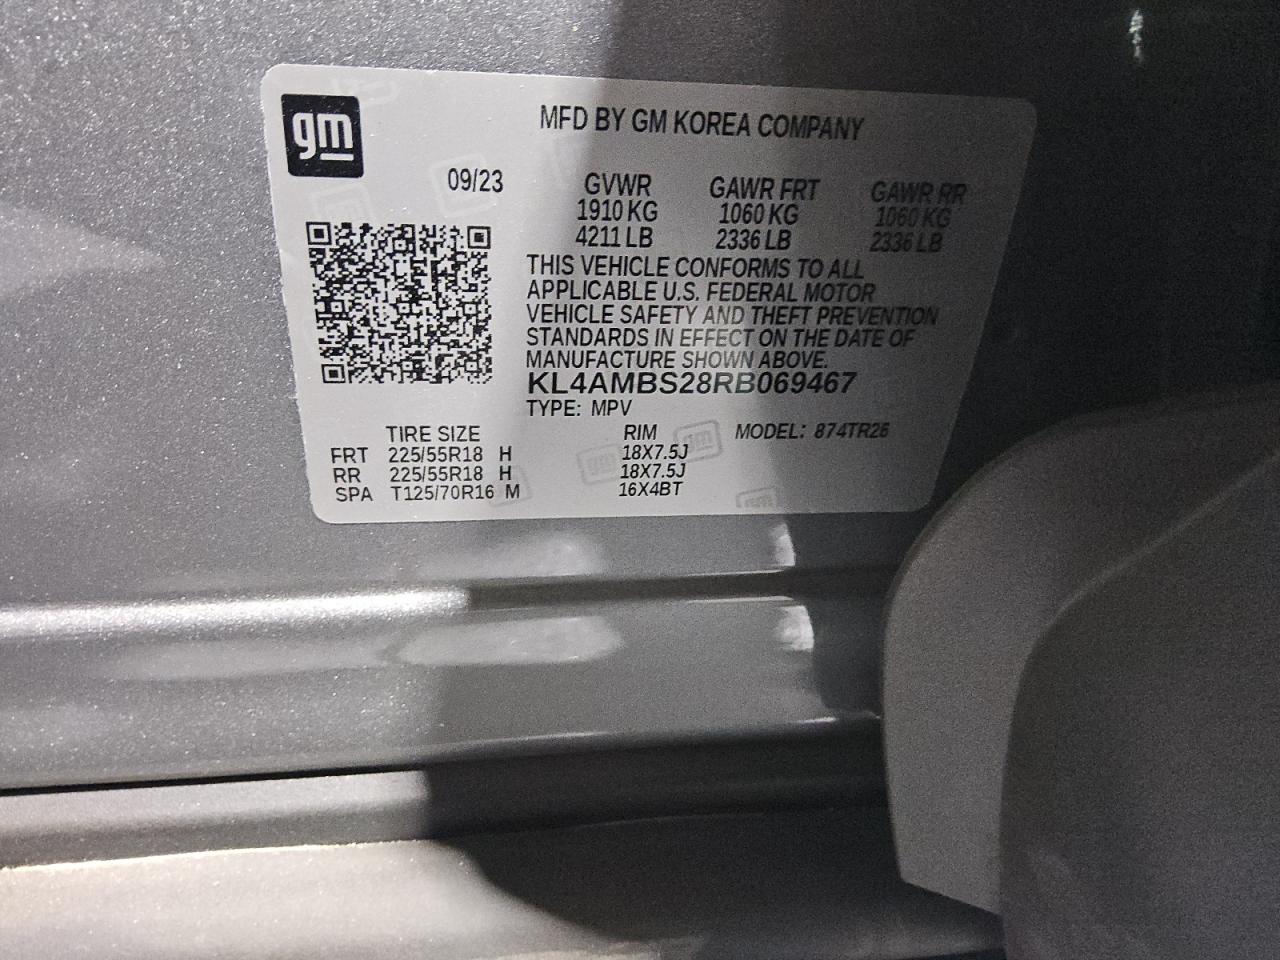 gm
MFD BY GM KOREA COMPANY
09/23
GVWR GAWR FRT GAWR RR
1910 KG 1060 KG 1060 KG
4211 LB 2336 LB 2336 LB
THIS VEHICLE CONFORMS TO ALL
APPLICABLE U.S. FEDERAL MOTOR
VEHICLE SAFETY AND THEFT PREVENTION
STANDARDS IN EFFECT ON THE DATE OF
MANUFACTURE SHOWN ABOVE.
KL4AMBS28RB069467
TYPE: MPV
TIRE SIZE RIM MODEL: 874TR26
FRT 225/55R18 H 18X7.5J
RR 225/55R18 H 18X7.5J
SPA T125/70R16 M 16X4BT